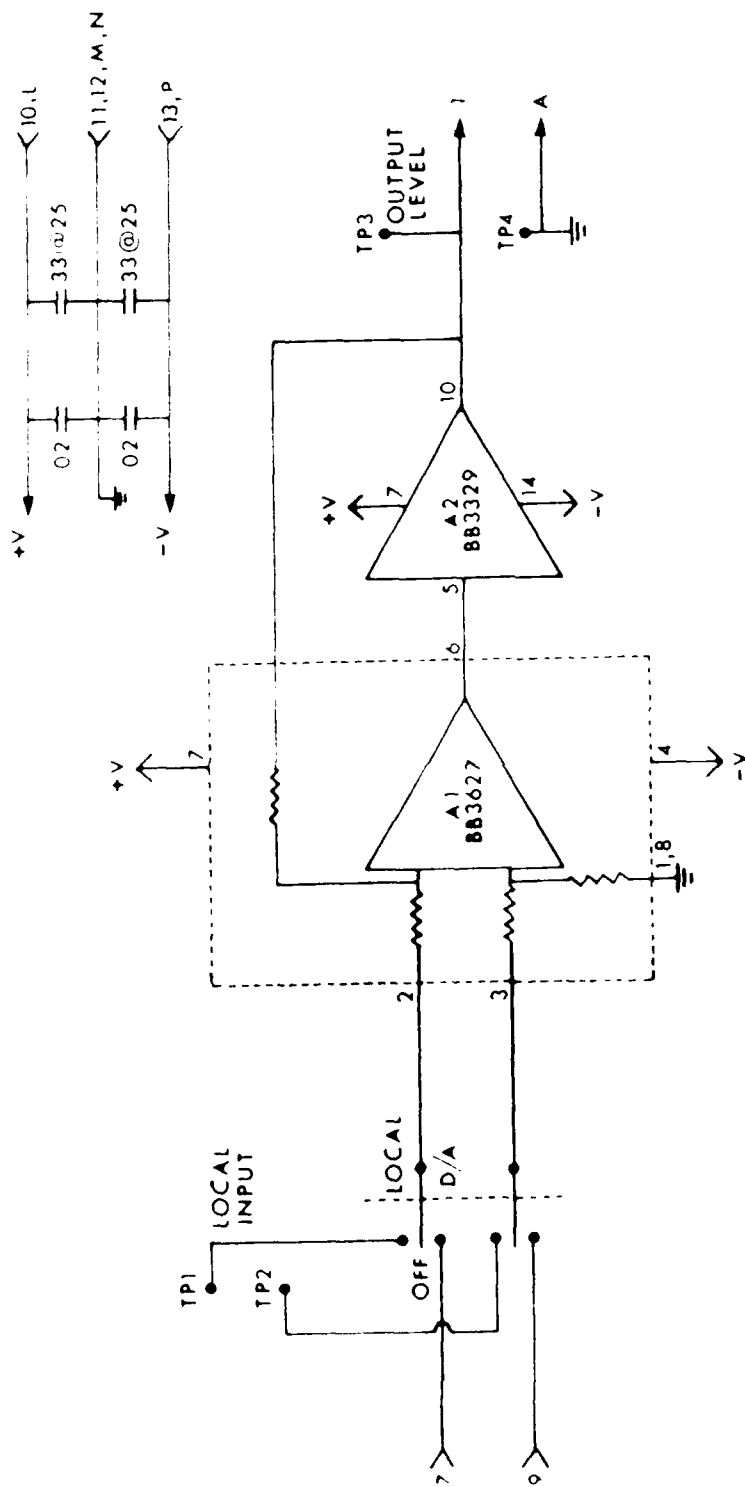 +V
10, L
02
33@25
11,12,M,N
02
33@25
-V
13,P
LOCAL
INPUT
TP1
TP2
OFF
LOCAL
D/A
7
9
2
3
+V
7
A1
BB3627
6
1,8
4
-V
5
+V
7
A2
BB3329
10
14
-V
TP3
OUTPUT
LEVEL
1
TP4
A